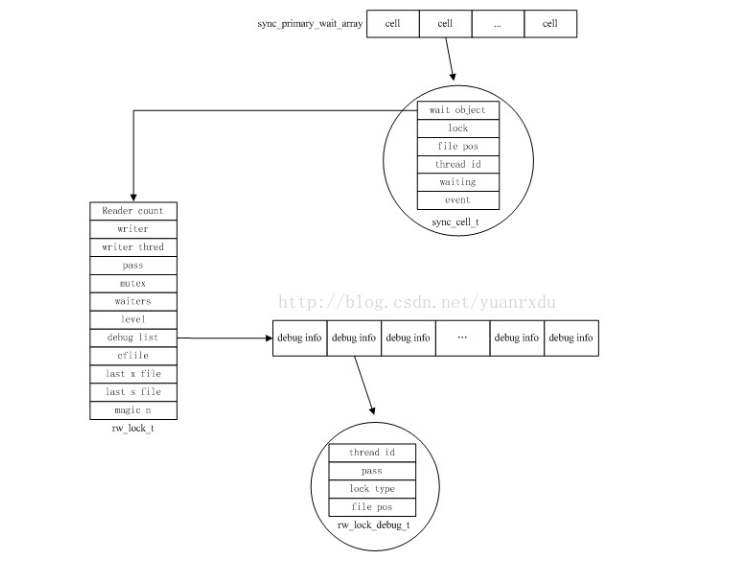 sync_primary_wait_array cell cell ... cell
wait object
lock
file pos
thread id
waiting
event
sync_cell_t
Reader count
writer
writer thred
pass
mutex
waiters
level
debug list
cflile
last x file
last s file
magic n
rw_lock_t
http://blog.csdn.net/yuanrxdu
debug info debug info debug info ... debug info debug info
thread id
pass
lock type
file pos
rw_lock_debug_t